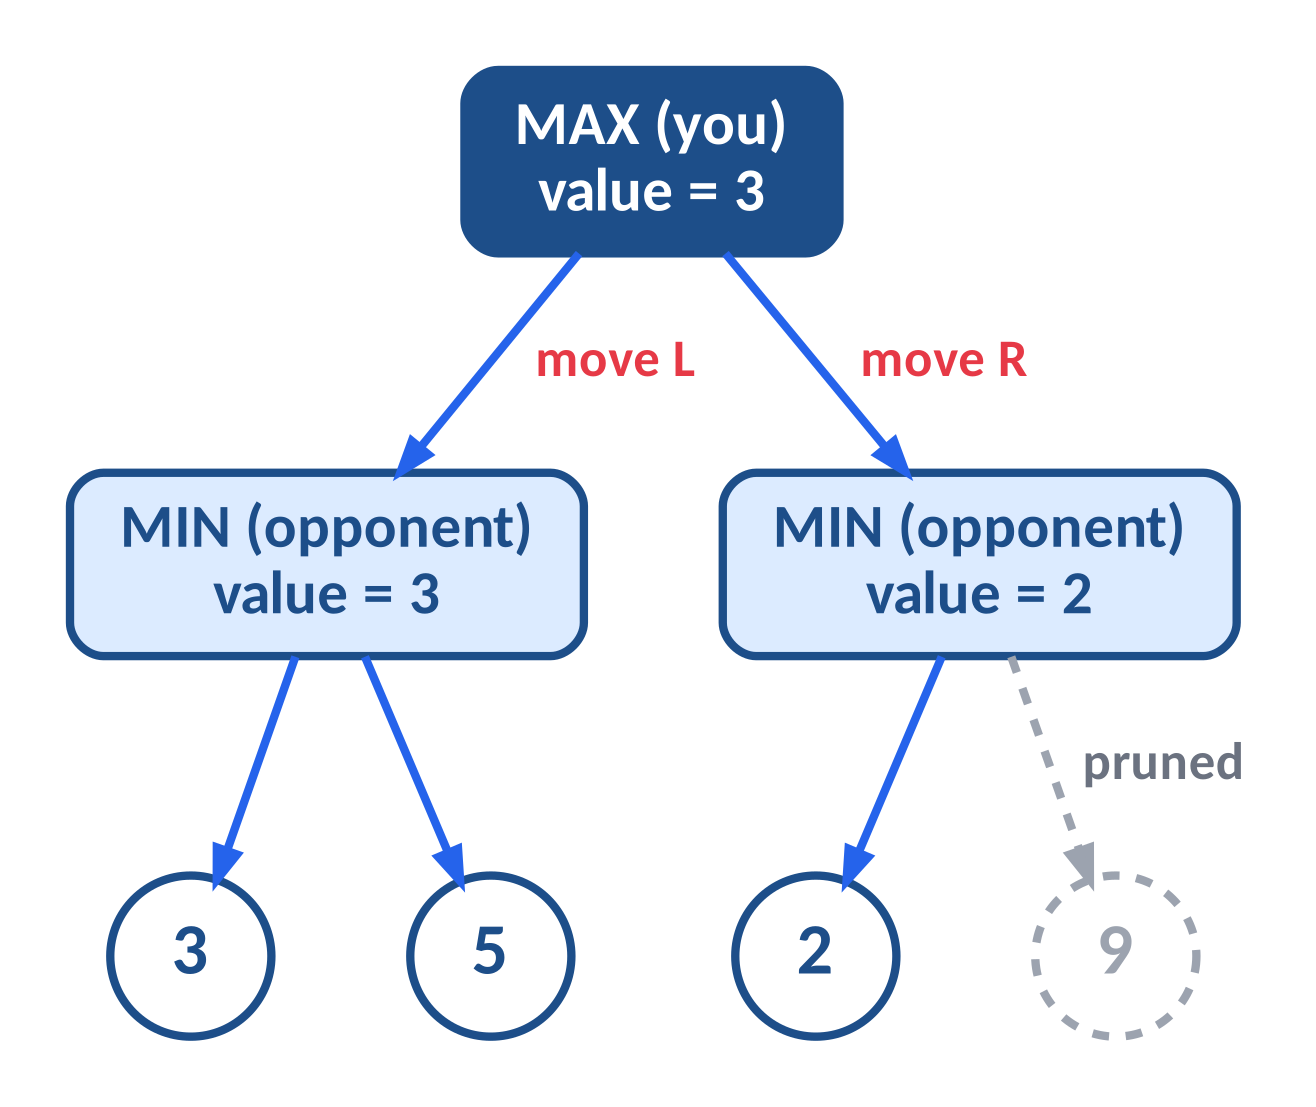 MAX (you)
value = 3
move L
move R
MIN (opponent)
value = 3
MIN (opponent)
value = 2
pruned
3
5
2
9